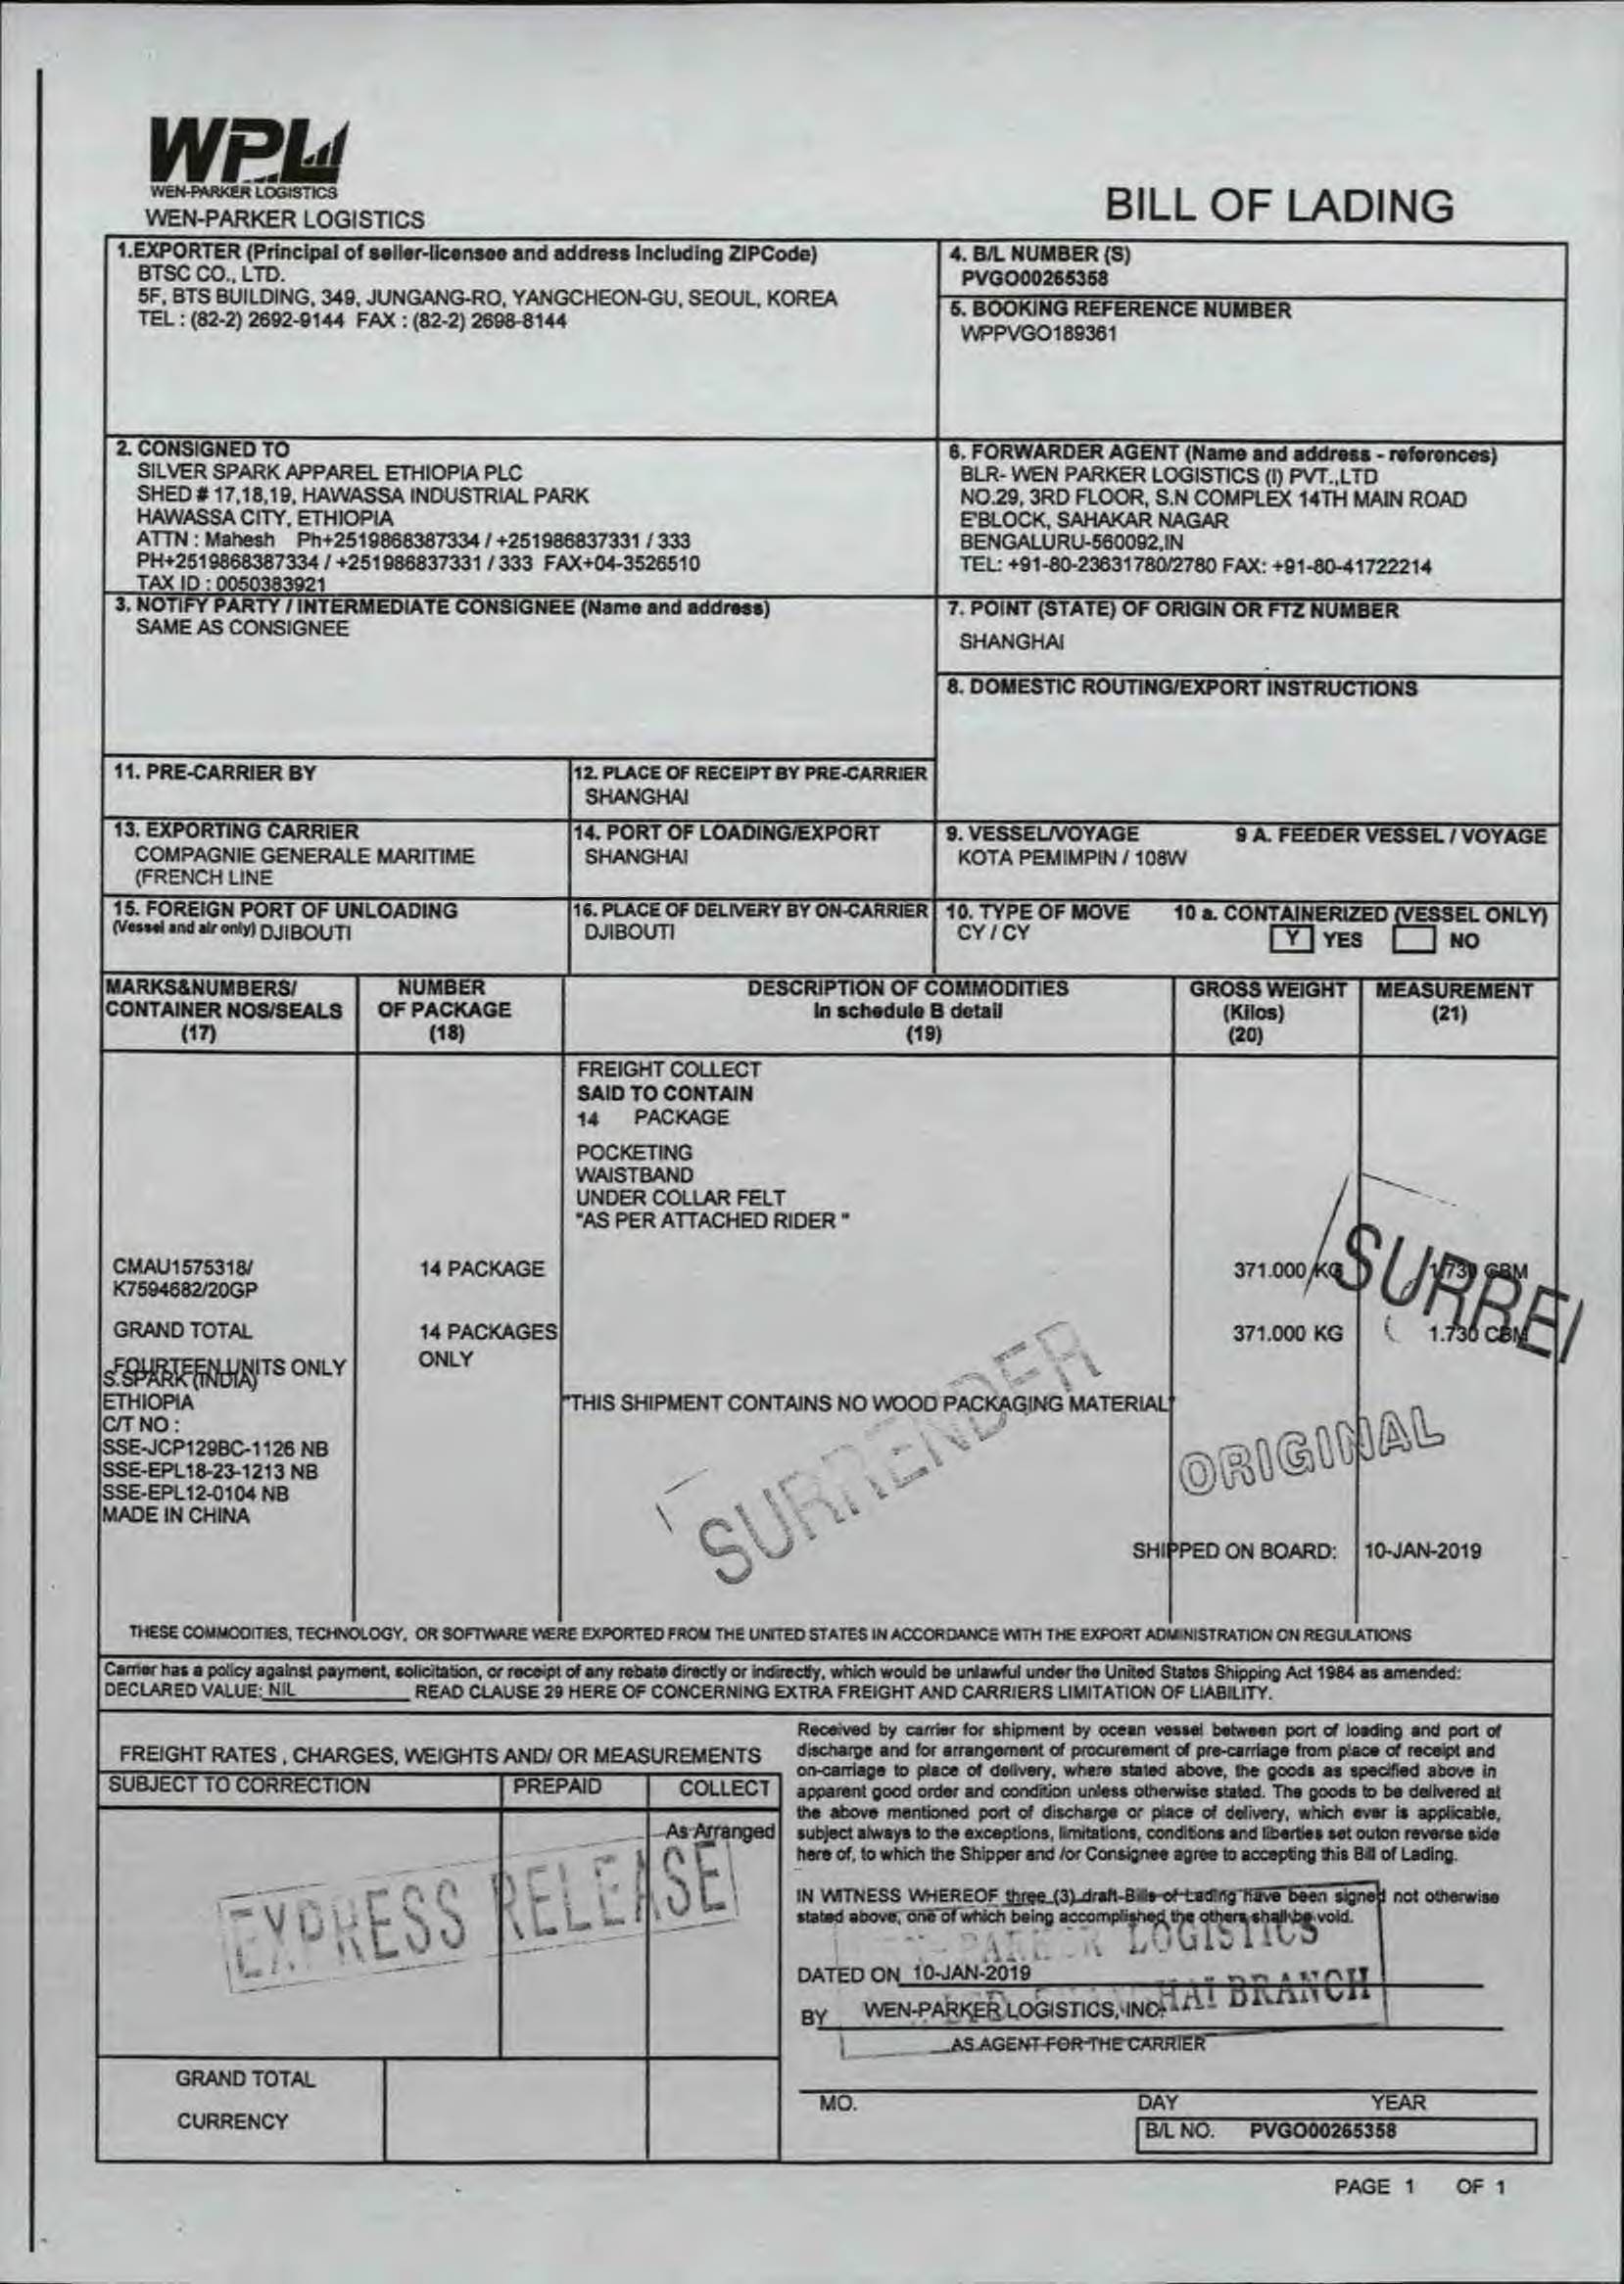 WPL
WEN-PARKER LOGISTICS
WEN-PARKER LOGISTICS
BILL OF LADING
1.EXPORTER (Principal of seller-licensee and address Including ZIPCode)
BTSC CO., LTD.
5F, BTS BUILDING, 349, JUNGANG-RO, YANGCHEON-GU, SEOUL, KOREA
TEL : (82-2) 2692-9144 FAX : (82-2) 2698-8144
4. B/L NUMBER (S)
PVGO00265358
5. BOOKING REFERENCE NUMBER
WPPVGO189361
2. CONSIGNED TO
SILVER SPARK APPAREL ETHIOPIA PLC
SHED # 17,18,19, HAWASSA INDUSTRIAL PARK
HAWASSA CITY, ETHIOPIA
ATTN : Mahesh Ph+2519868387334 / +251986837331 / 333
PH+2519868387334 / +251986837331 / 333 FAX+04-3526510
TAX ID : 0050383921
6. FORWARDER AGENT (Name and address - references)
BLR- WEN PARKER LOGISTICS (I) PVT.,LTD
NO.29, 3RD FLOOR, S.N COMPLEX 14TH MAIN ROAD
E'BLOCK, SAHAKAR NAGAR
BENGALURU-560092,IN
TEL: +91-80-23631780/2780 FAX: +91-80-41722214
3. NOTIFY PARTY / INTERMEDIATE CONSIGNEE (Name and address)
SAME AS CONSIGNEE
7. POINT (STATE) OF ORIGIN OR FTZ NUMBER
SHANGHAI
8. DOMESTIC ROUTING/EXPORT INSTRUCTIONS
11. PRE-CARRIER BY
12. PLACE OF RECEIPT BY PRE-CARRIER
SHANGHAI
13. EXPORTING CARRIER
COMPAGNIE GENERALE MARITIME
(FRENCH LINE
14. PORT OF LOADING/EXPORT
SHANGHAI
9. VESSEL/VOYAGE
KOTA PEMIMPIN / 108W
9 A. FEEDER VESSEL / VOYAGE
15. FOREIGN PORT OF UNLOADING
(Vessel and air only) DJIBOUTI
16. PLACE OF DELIVERY BY ON-CARRIER
DJIBOUTI
10. TYPE OF MOVE
CY / CY
10 a. CONTAINERIZED (VESSEL ONLY)
Y YES NO
MARKS&NUMBERS/
CONTAINER NOS/SEALS
(17)
NUMBER
OF PACKAGE
(18)
DESCRIPTION OF COMMODITIES
In schedule B detail
(19)
GROSS WEIGHT
(Kilos)
(20)
MEASUREMENT
(21)
FREIGHT COLLECT
SAID TO CONTAIN
14 PACKAGE
POCKETING
WAISTBAND
UNDER COLLAR FELT
"AS PER ATTACHED RIDER "
CMAU1575318/
K7594682/20GP
14 PACKAGE
371.000 KG
1.730 CBM
SURREI
GRAND TOTAL
14 PACKAGES
ONLY
371.000 KG
1.730 CBM
FOURTEEN UNITS ONLY
S.SPARK (INDIA)
ETHIOPIA
C/T NO :
SSE-JCP129BC-1126 NB
SSE-EPL18-23-1213 NB
SSE-EPL12-0104 NB
MADE IN CHINA
"THIS SHIPMENT CONTAINS NO WOOD PACKAGING MATERIAL"
SURRENDER
ORIGINAL
SHIPPED ON BOARD: 10-JAN-2019
THESE COMMODITIES, TECHNOLOGY, OR SOFTWARE WERE EXPORTED FROM THE UNITED STATES IN ACCORDANCE WITH THE EXPORT ADMINISTRATION ON REGULATIONS
Carrier has a policy against payment, solicitation, or receipt of any rebate directly or indirectly, which would be unlawful under the United States Shipping Act 1984 as amended:
DECLARED VALUE: NIL READ CLAUSE 29 HERE OF CONCERNING EXTRA FREIGHT AND CARRIERS LIMITATION OF LIABILITY.
FREIGHT RATES , CHARGES, WEIGHTS AND/ OR MEASUREMENTS
SUBJECT TO CORRECTION
PREPAID
COLLECT
As Arranged
EXPRESS RELEASE
GRAND TOTAL
CURRENCY
Received by carrier for shipment by ocean vessel between port of loading and port of
discharge and for arrangement of procurement of pre-carriage from place of receipt and
on-carriage to place of delivery, where stated above, the goods as specified above in
apparent good order and condition unless otherwise stated. The goods to be delivered at
the above mentioned port of discharge or place of delivery, which ever is applicable,
subject always to the exceptions, limitations, conditions and liberties set outon reverse side
here of, to which the Shipper and /or Consignee agree to accepting this Bill of Lading.
IN WITNESS WHEREOF three (3) draft-Bills-of-Lading have been signed not otherwise
stated above, one of which being accomplished the others shall be void.
LOGISTICS
DATED ON 10-JAN-2019
BRANCH
BY WEN-PARKER LOGISTICS, INC.
AS AGENT FOR THE CARRIER
MO. DAY YEAR
B/L NO. PVGO00265358
PAGE 1 OF 1